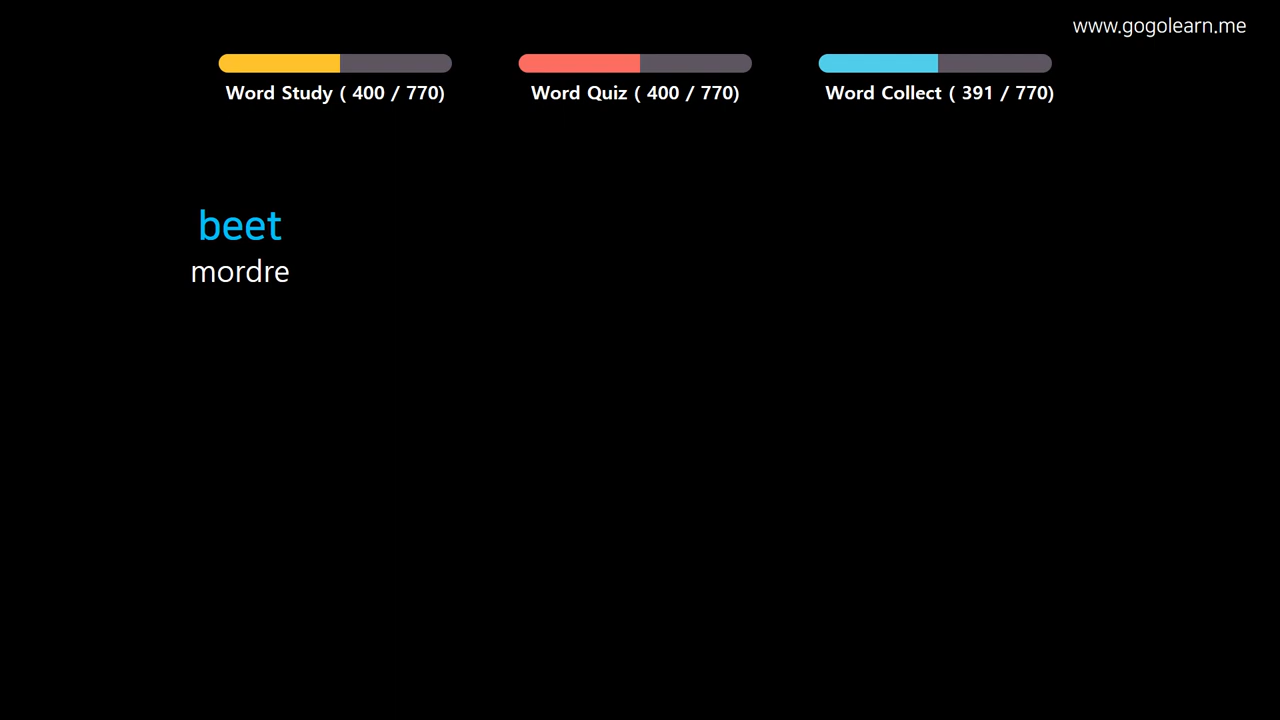 www.gogolearn.me
Word Study ( 400 / 770)
Word Quiz ( 400 / 770)
Word Collect ( 391 / 770)
beet
mordre